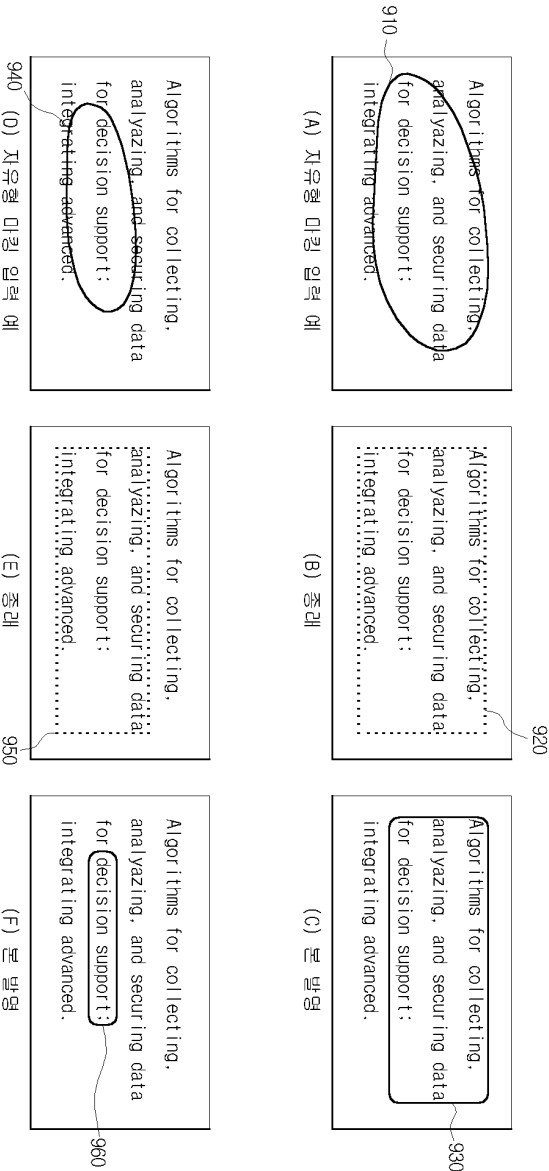 910
Algorithms for collecting,
analyazing, and securing data
for decision support;
integrating advanced.
(A) 자유형 마킹 입력 예
920
Algorithms for collecting,
analyazing, and securing data
for decision support;
integrating advanced.
(B) 종래
930
Algorithms for collecting,
analyazing, and securing data
for decision support;
integrating advanced.
(C) 본 발명
940
Algorithms for collecting,
analyazing, and securing data
for decision support;
integrating advanced.
(D) 자유형 마킹 입력 예
950
Algorithms for collecting,
analyazing, and securing data
for decision support;
integrating advanced.
(E) 종래
960
Algorithms for collecting,
analyazing, and securing data
for decision support;
integrating advanced.
(F) 본 발명